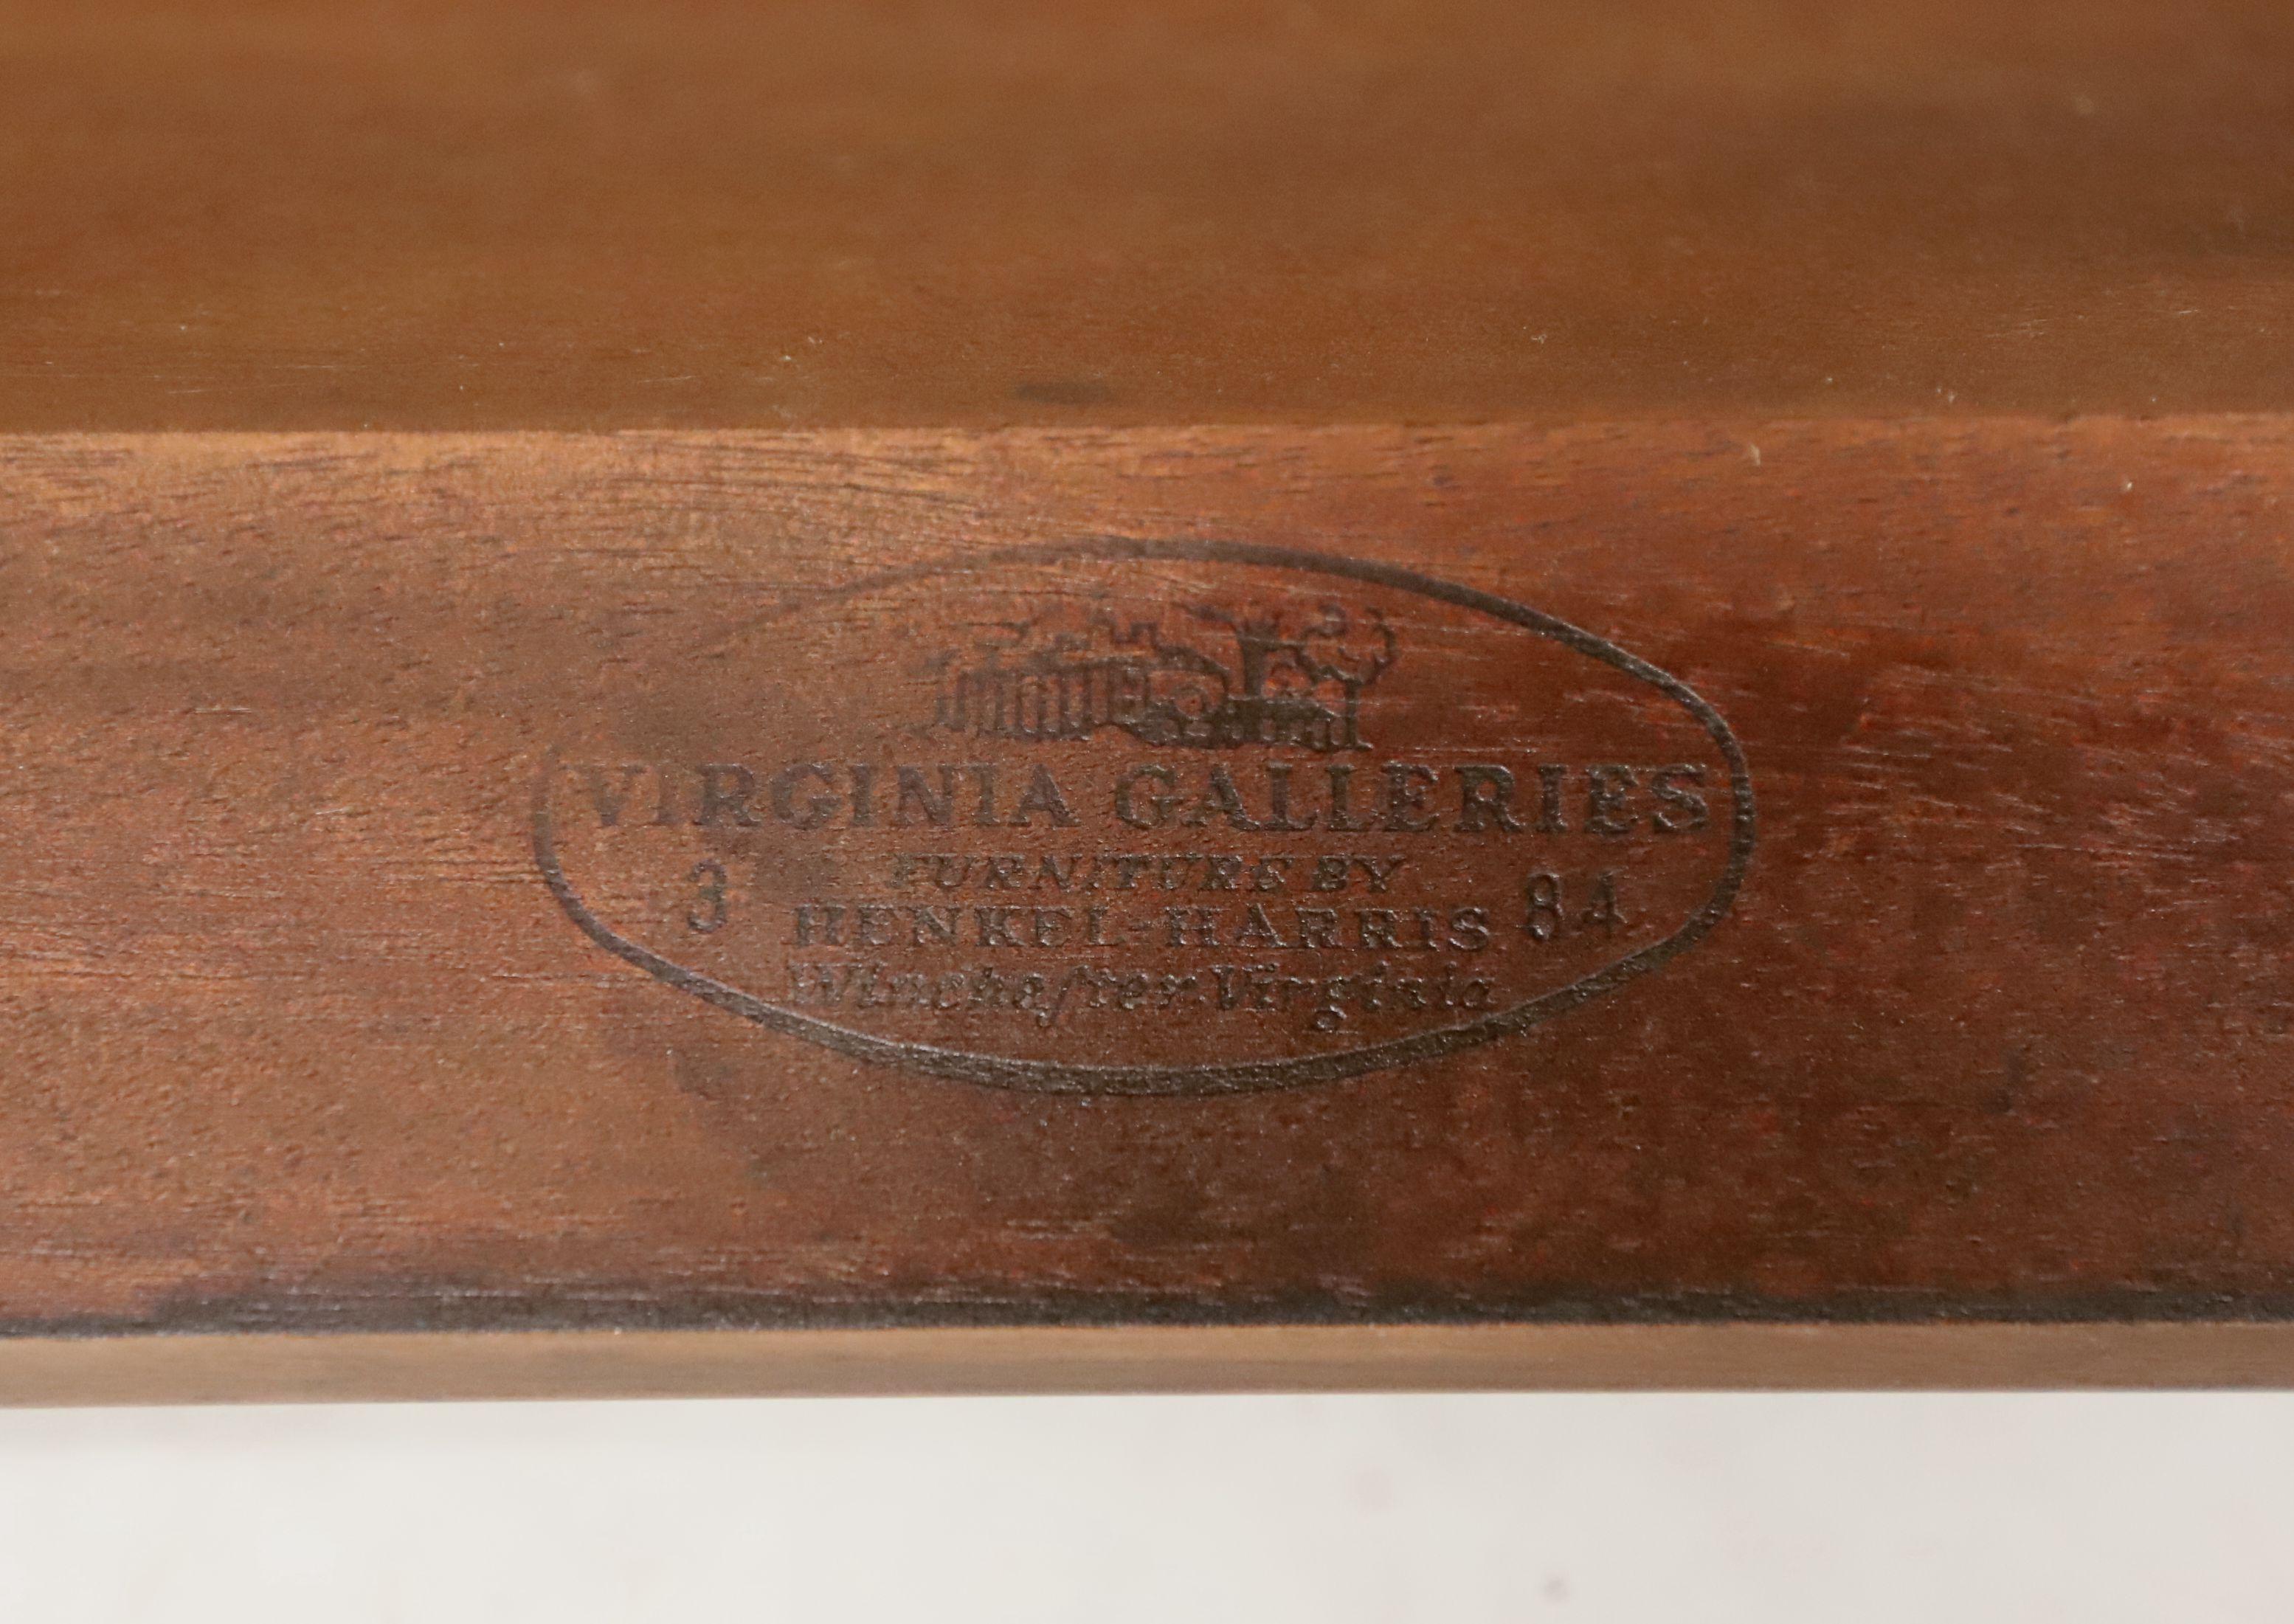 VIRGINIA GALLERIES
FURNITURE BY
3 HENKEL-HARRIS 84
Winchester Virginia